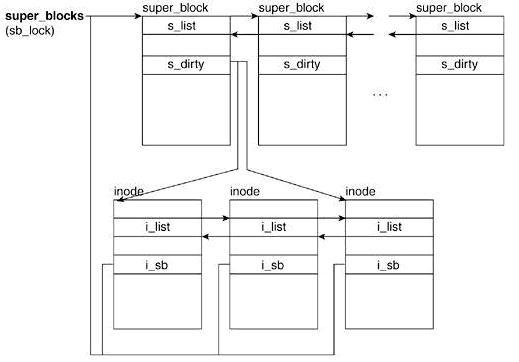 super_blocks
(sb_lock)
super_block super_block super_block
s_list s_list s_list
s_dirty s_dirty s_dirty
...
inode inode inode
i_list i_list i_list
i_sb i_sb i_sb